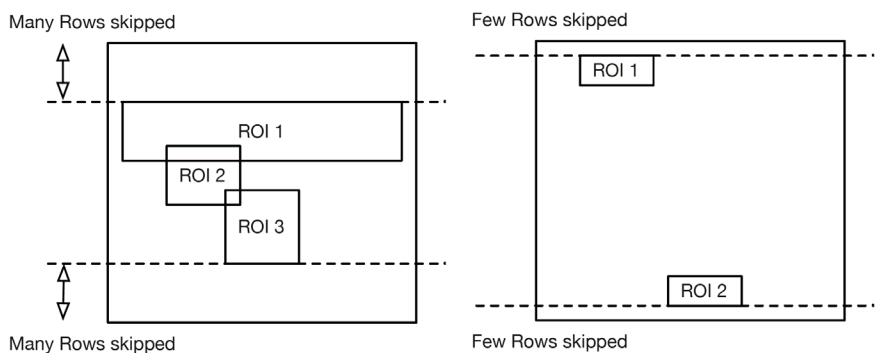 Many Rows skipped
ROI 1
ROI 2
ROI 3
Many Rows skipped
Few Rows skipped
ROI 1
ROI 2
Few Rows skipped